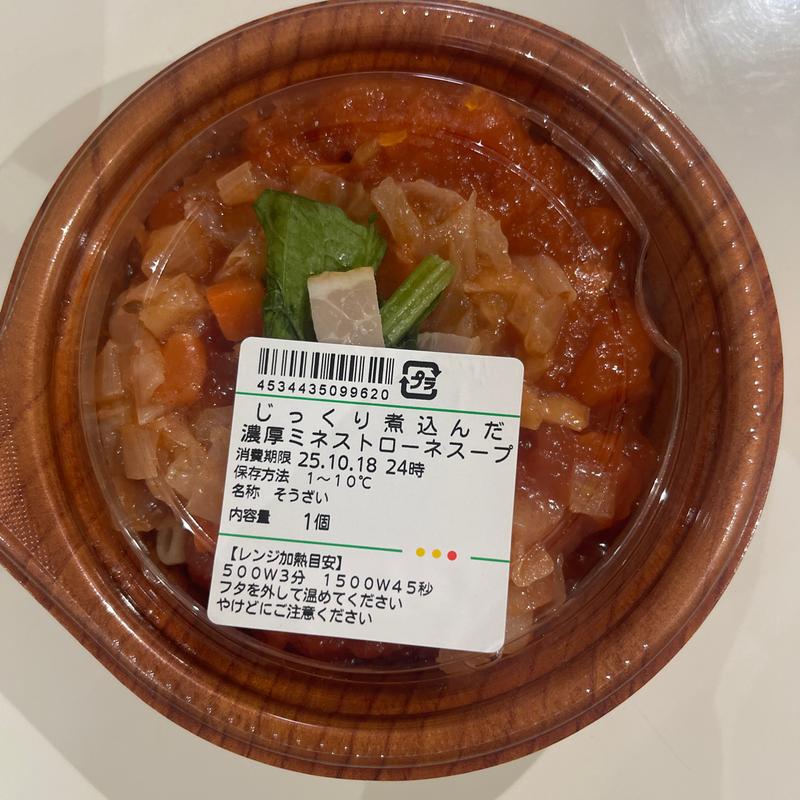 4534435099620
プラ
じっくり煮込んだ
濃厚ミネストローネスープ
消費期限 25.10.18 24時
保存方法 1～10℃
名称 そうざい
内容量 1個
【レンジ加熱目安】
500W3分 1500W45秒
フタを外して温めてください
やけどにご注意ください